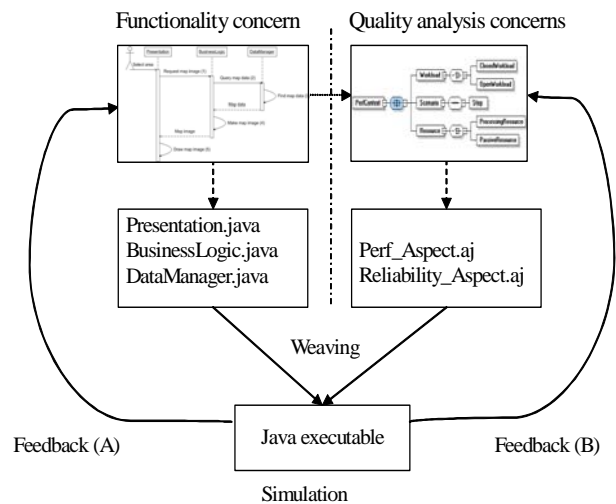 Functionality concern
Quality analysis concerns
Presentation
BusinessLogic
DataManager
Select area
Request map image (1)
Query map data (2)
Find map data (3)
Map data
Make map image (4)
Map image
Draw map image (5)
PerfContext
Workload
ClosedWorkload
OpenWorkload
Scenario
Step
Resource
ProcessingResource
PassiveResource
Presentation.java
BusinessLogic.java
DataManager.java
Perf_Aspect.aj
Reliability_Aspect.aj
Weaving
Java executable
Feedback (A)
Feedback (B)
Simulation